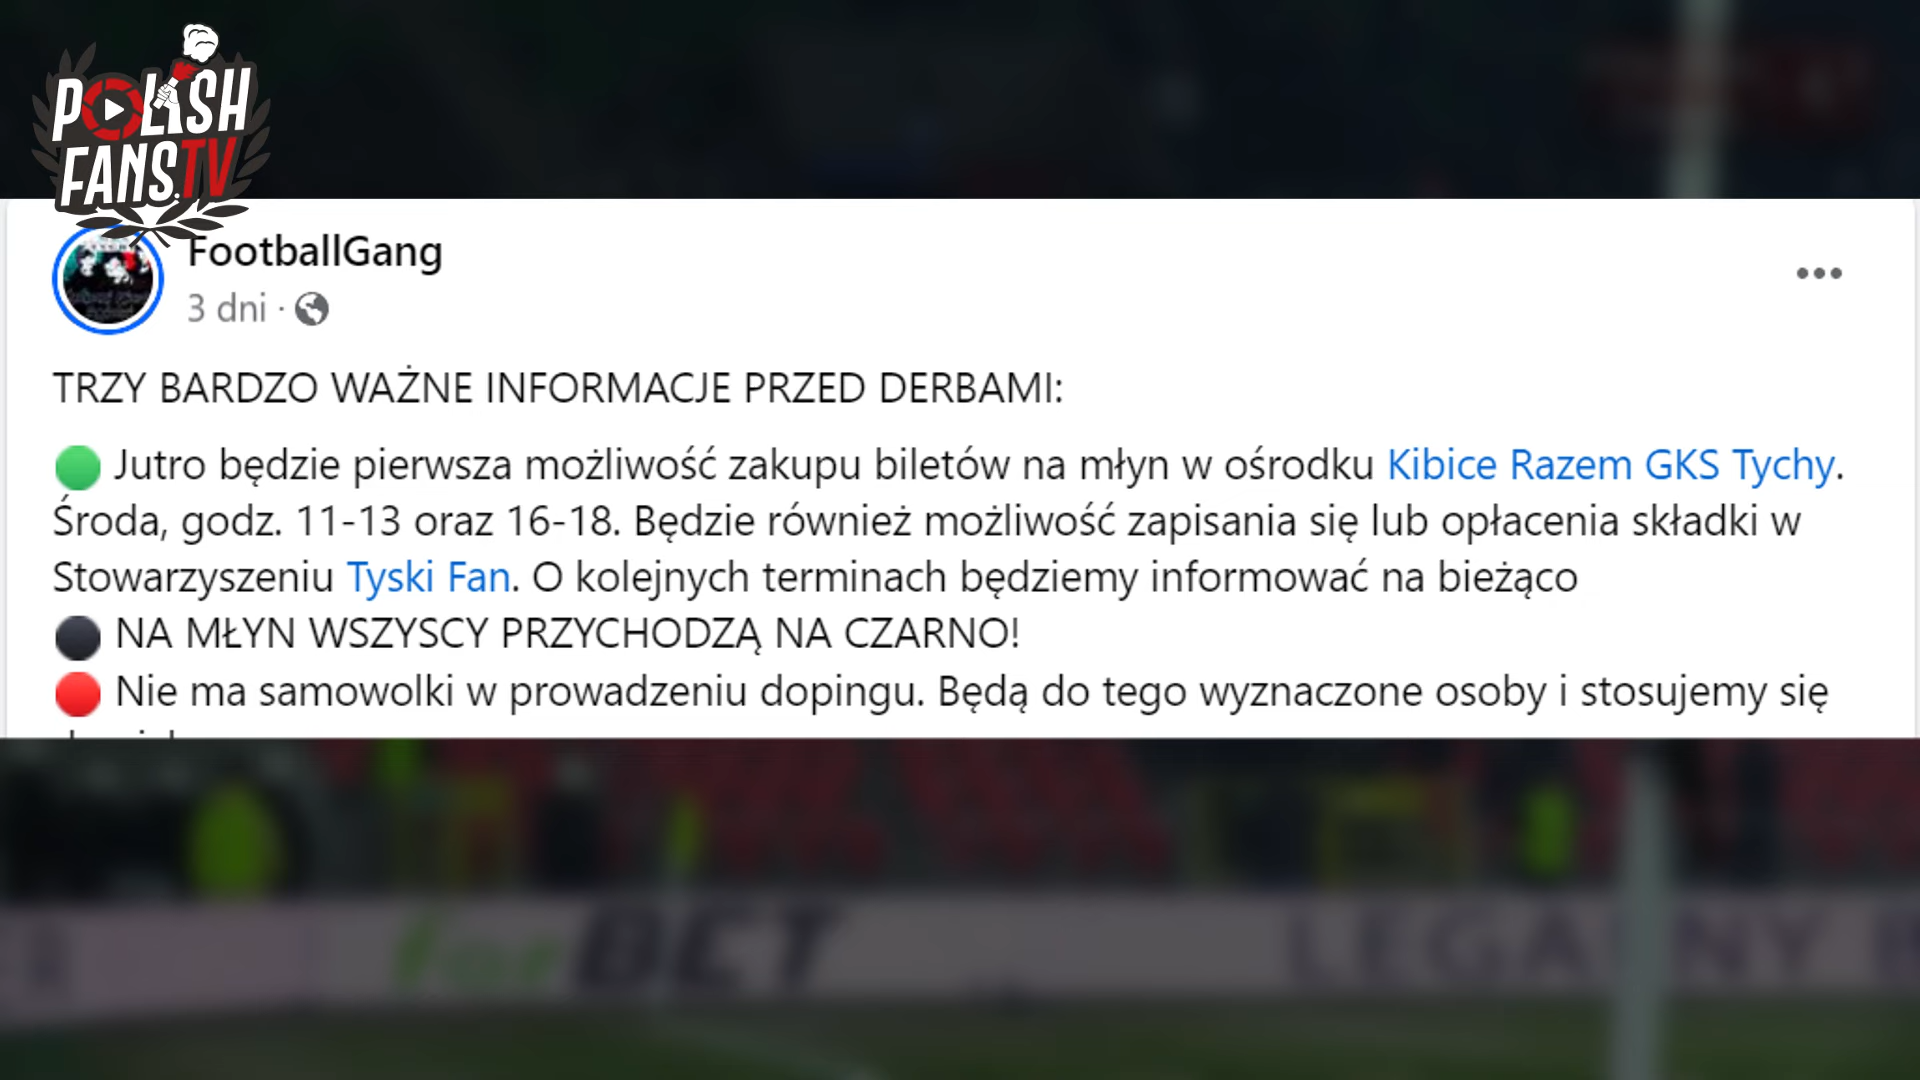 POLISH
FANS.TV
FootballGang
3 dni ·
TRZY BARDZO WAŻNE INFORMACJE PRZED DERBAMI:
Jutro będzie pierwsza możliwość zakupu biletów na młyn w ośrodku Kibice Razem GKS Tychy.
Środa, godz. 11-13 oraz 16-18. Będzie również możliwość zapisania się lub opłacenia składki w
Stowarzyszeniu Tyski Fan. O kolejnych terminach będziemy informować na bieżąco
NA MŁYN WSZYSCY PRZYCHODZĄ NA CZARNO!
Nie ma samowolki w prowadzeniu dopingu. Będą do tego wyznaczone osoby i stosujemy się
forBET
LEGALNY